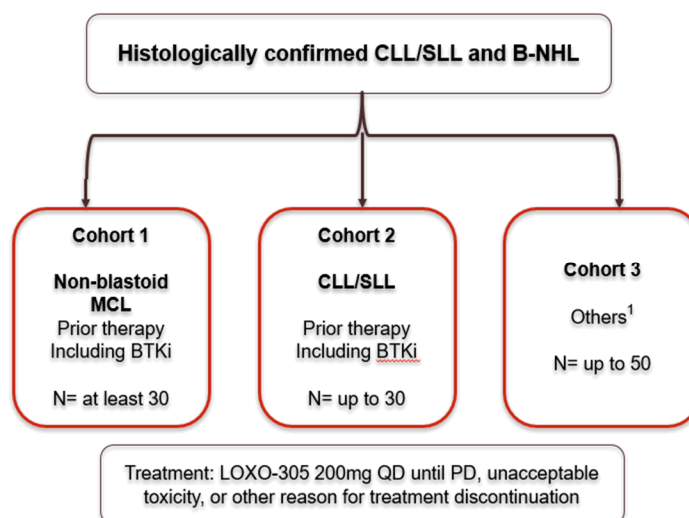 Histologically confirmed CLL/SLL and B-NHL
Cohort 1
Non-blastoid
MCL
Prior therapy
Including BTKi
N= at least 30
Cohort 2
CLL/SLL
Prior therapy
Including BTKi
N= up to 30
Cohort 3
Others¹
N= up to 50
Treatment: LOXO-305 200mg QD until PD, unacceptable
toxicity, or other reason for treatment discontinuation